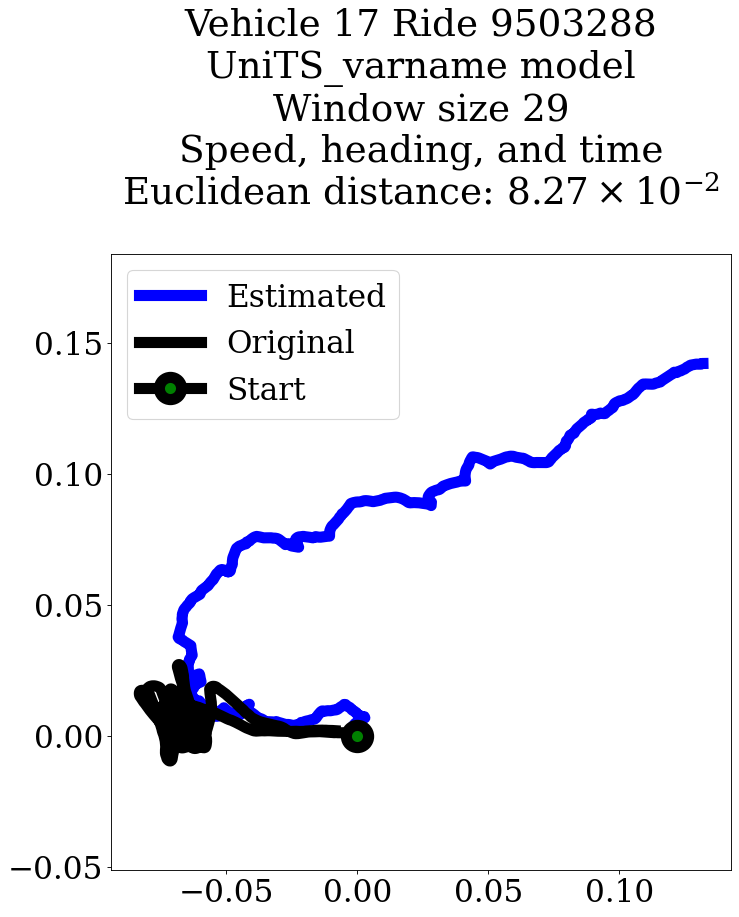 Vehicle 17 Ride 9503288
UniTS_varname model
Window size 29
Speed, heading, and time
Euclidean distance: $8.27 \times 10^{-2}$
Estimated
Original
Start
0.15
0.10
0.05
0.00
−0.05
−0.05 0.00 0.05 0.10